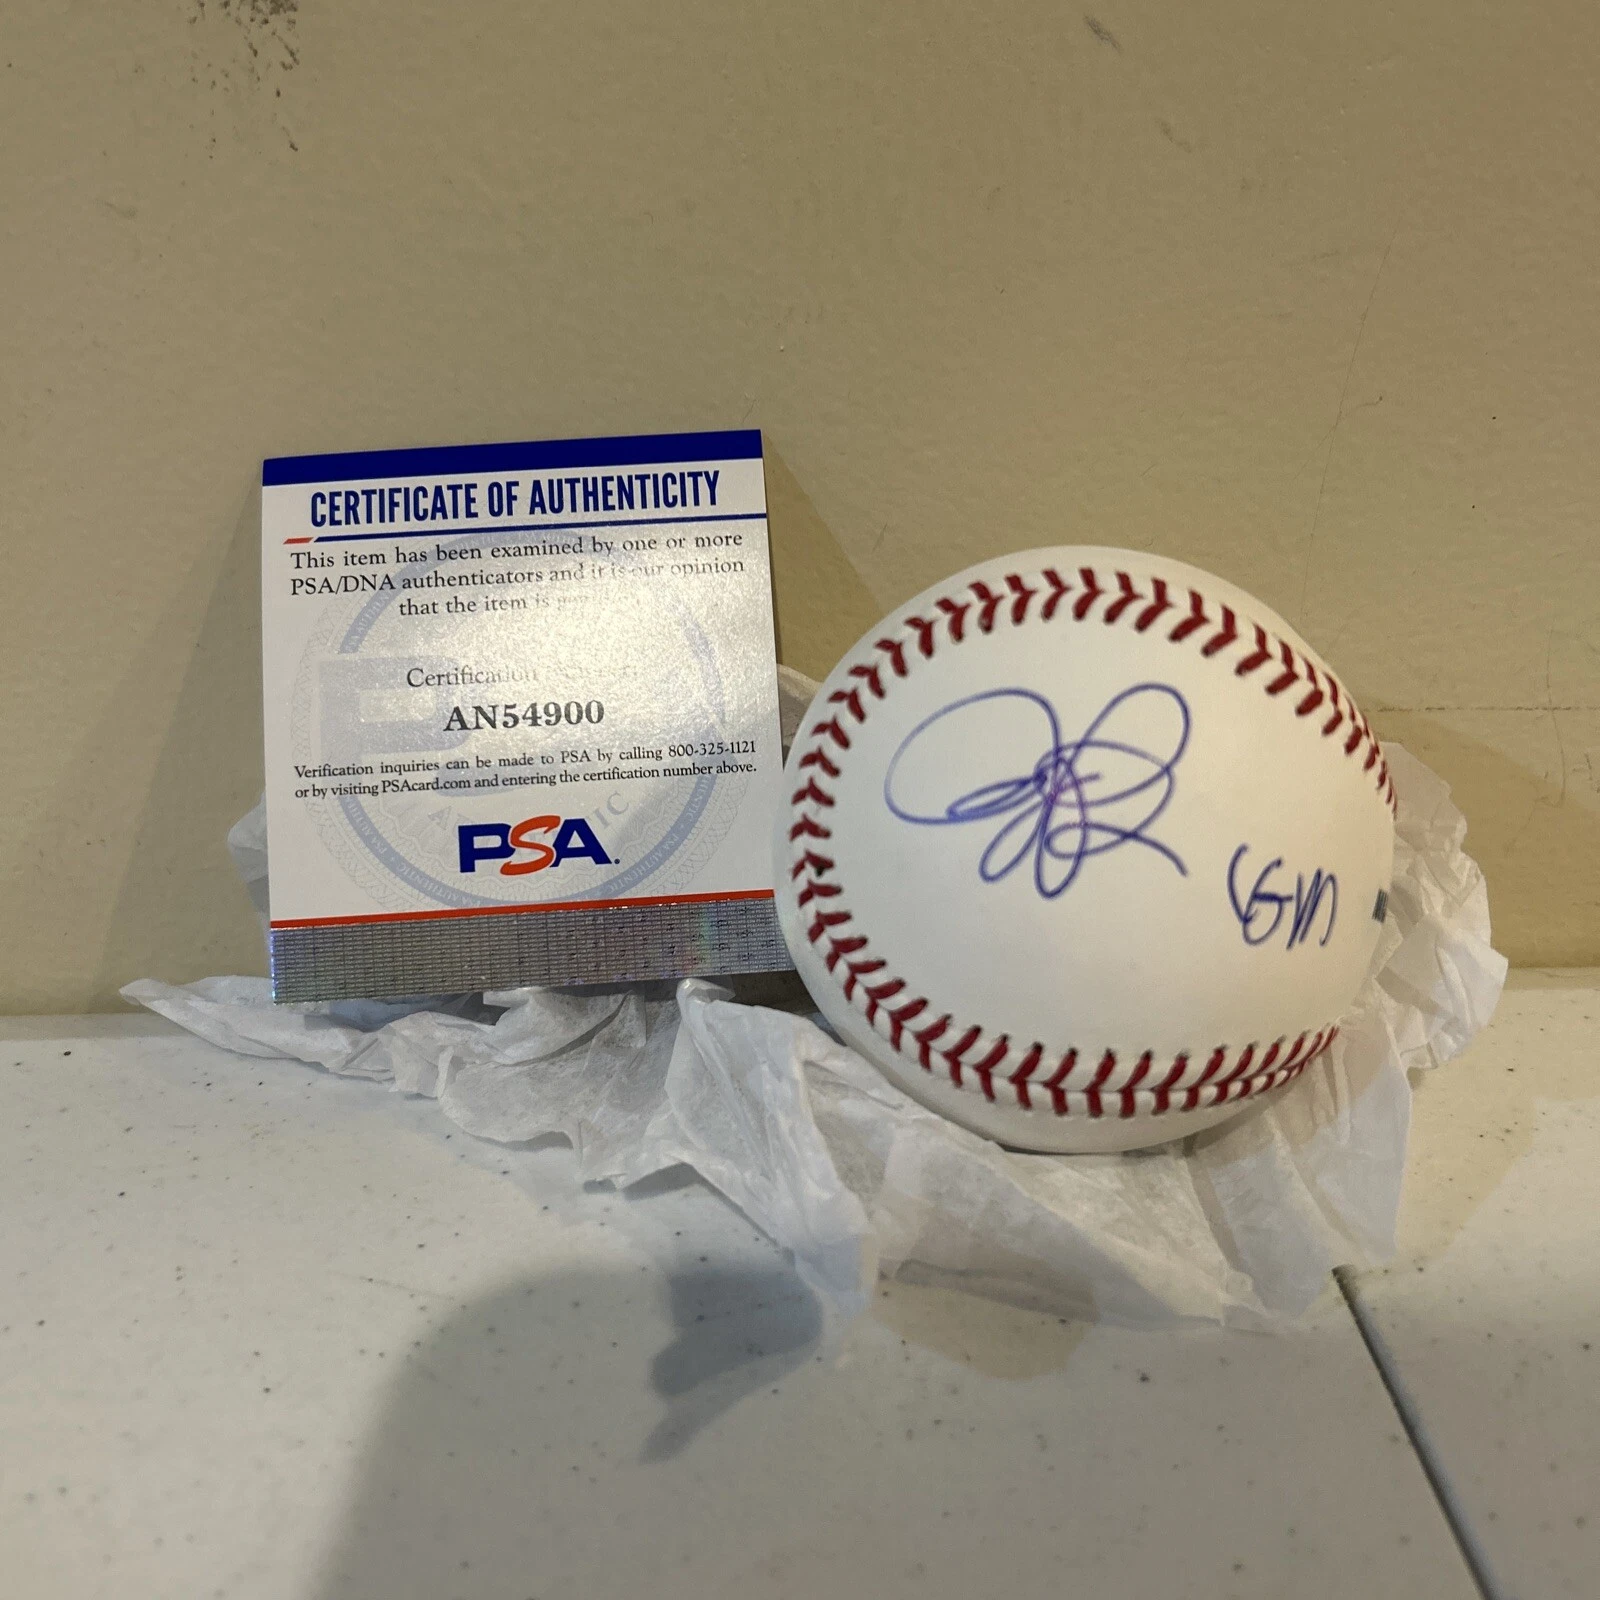 CERTIFICATE OF AUTHENTICITY
This item has been examined by one or more
PSA/DNA authenticators and it is our opinion
that the item is
Certification
AN54900
Verification inquiries can be made to PSA by calling 800-325-1121
or by visiting PSAcard.com and entering the certification number above.
PSA.
GM